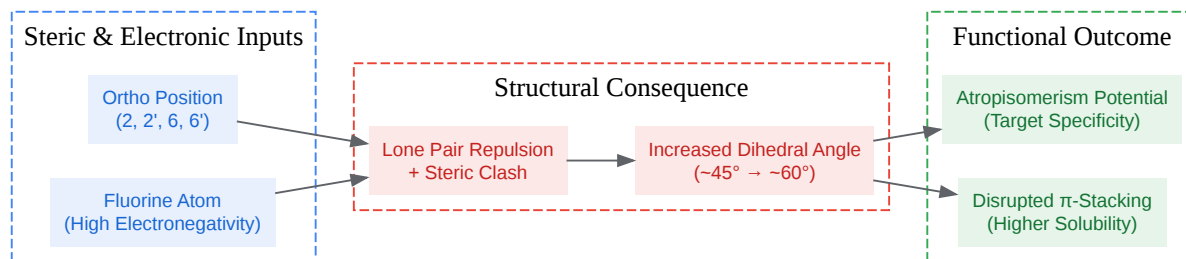 Steric & Electronic Inputs
Ortho Position
(2, 2', 6, 6')
Fluorine Atom
(High Electronegativity)
Structural Consequence
Lone Pair Repulsion
+ Steric Clash
Increased Dihedral Angle
(~45° → ~60°)
Functional Outcome
Atropisomerism Potential
(Target Specificity)
Disrupted π-Stacking
(Higher Solubility)